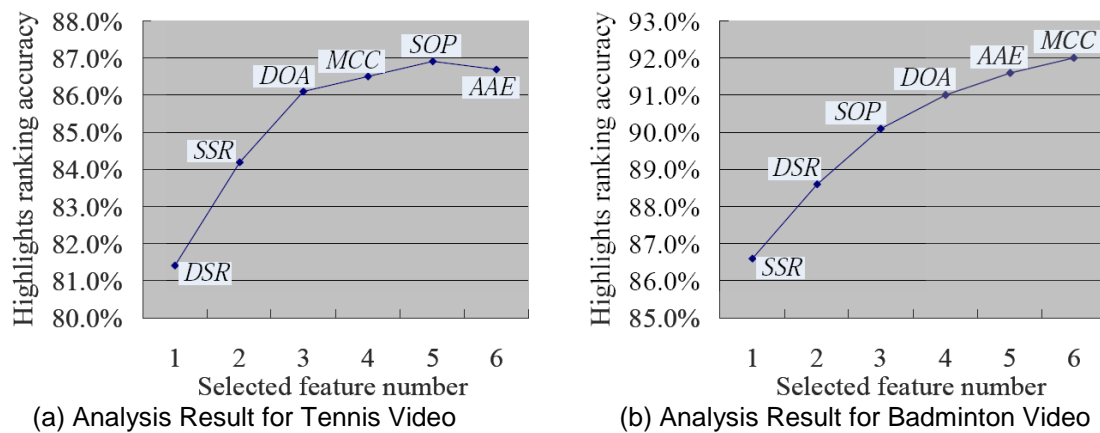 Highlights ranking accuracy
88.0%
87.0%
86.0%
85.0%
84.0%
83.0%
82.0%
81.0%
80.0%
DSR
SSR
DOA
MCC
SOP
AAE
1 2 3 4 5 6
Selected feature number
(a) Analysis Result for Tennis Video
Highlights ranking accuracy
93.0%
92.0%
91.0%
90.0%
89.0%
88.0%
87.0%
86.0%
85.0%
SSR
DSR
SOP
DOA
AAE
MCC
1 2 3 4 5 6
Selected feature number
(b) Analysis Result for Badminton Video